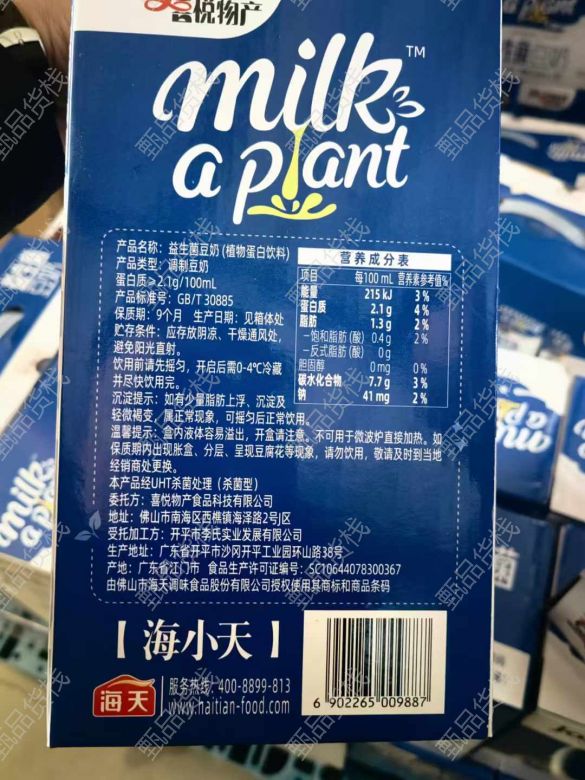 喜悦物产
milk
TM
a plant
产品名称：益生菌豆奶 (植物蛋白饮料)
产品类型：调制豆奶
蛋白质≥2.1g/100mL
产品标准号：GB/T 30885
保质期：9个月 生产日期：见箱体处
贮存条件：应存放阴凉、干燥通风处，
避免阳光直射。
饮用前请先摇匀，开启后需0-4℃冷藏
并尽快饮用完。
沉淀提示：如有少量脂肪上浮、沉淀及
轻微褐变，属正常现象，可摇匀后正常饮用。
温馨提示：盒内液体容易溢出，开盒请注意。不可用于微波炉直接加热。如
保质期内出现胀盒、分层、呈现豆腐花等现象，请勿饮用，敬请及时到当地
经销商处更换。
本产品经UHT杀菌处理（杀菌型）
委托方：喜悦物产食品科技有限公司
地址：佛山市南海区西樵镇海泽路2号J区
受托加工方：开平市李氏实业发展有限公司
生产地址：广东省开平市沙冈开平工业园环山路38号
产地：广东省江门市 食品生产许可证编号：SC10644078300367
由佛山市海天调味食品股份有限公司授权使用其商标和商品条码
营养成分表
项目 每100 mL 营养素参考值%
能量 215 kJ 3%
蛋白质 2.1 g 4%
脂肪 1.3 g 2%
—饱和脂肪 (酸) 0.4 g 2%
—反式脂肪 (酸) 0 g
胆固醇 0 mg 0%
碳水化合物 7.7 g 3%
钠 41 mg 2%
【海小天】
海天
服务热线：400-8899-813
www.haitian-food.com
6 902265 009887
milk
a plant
甄品货栈